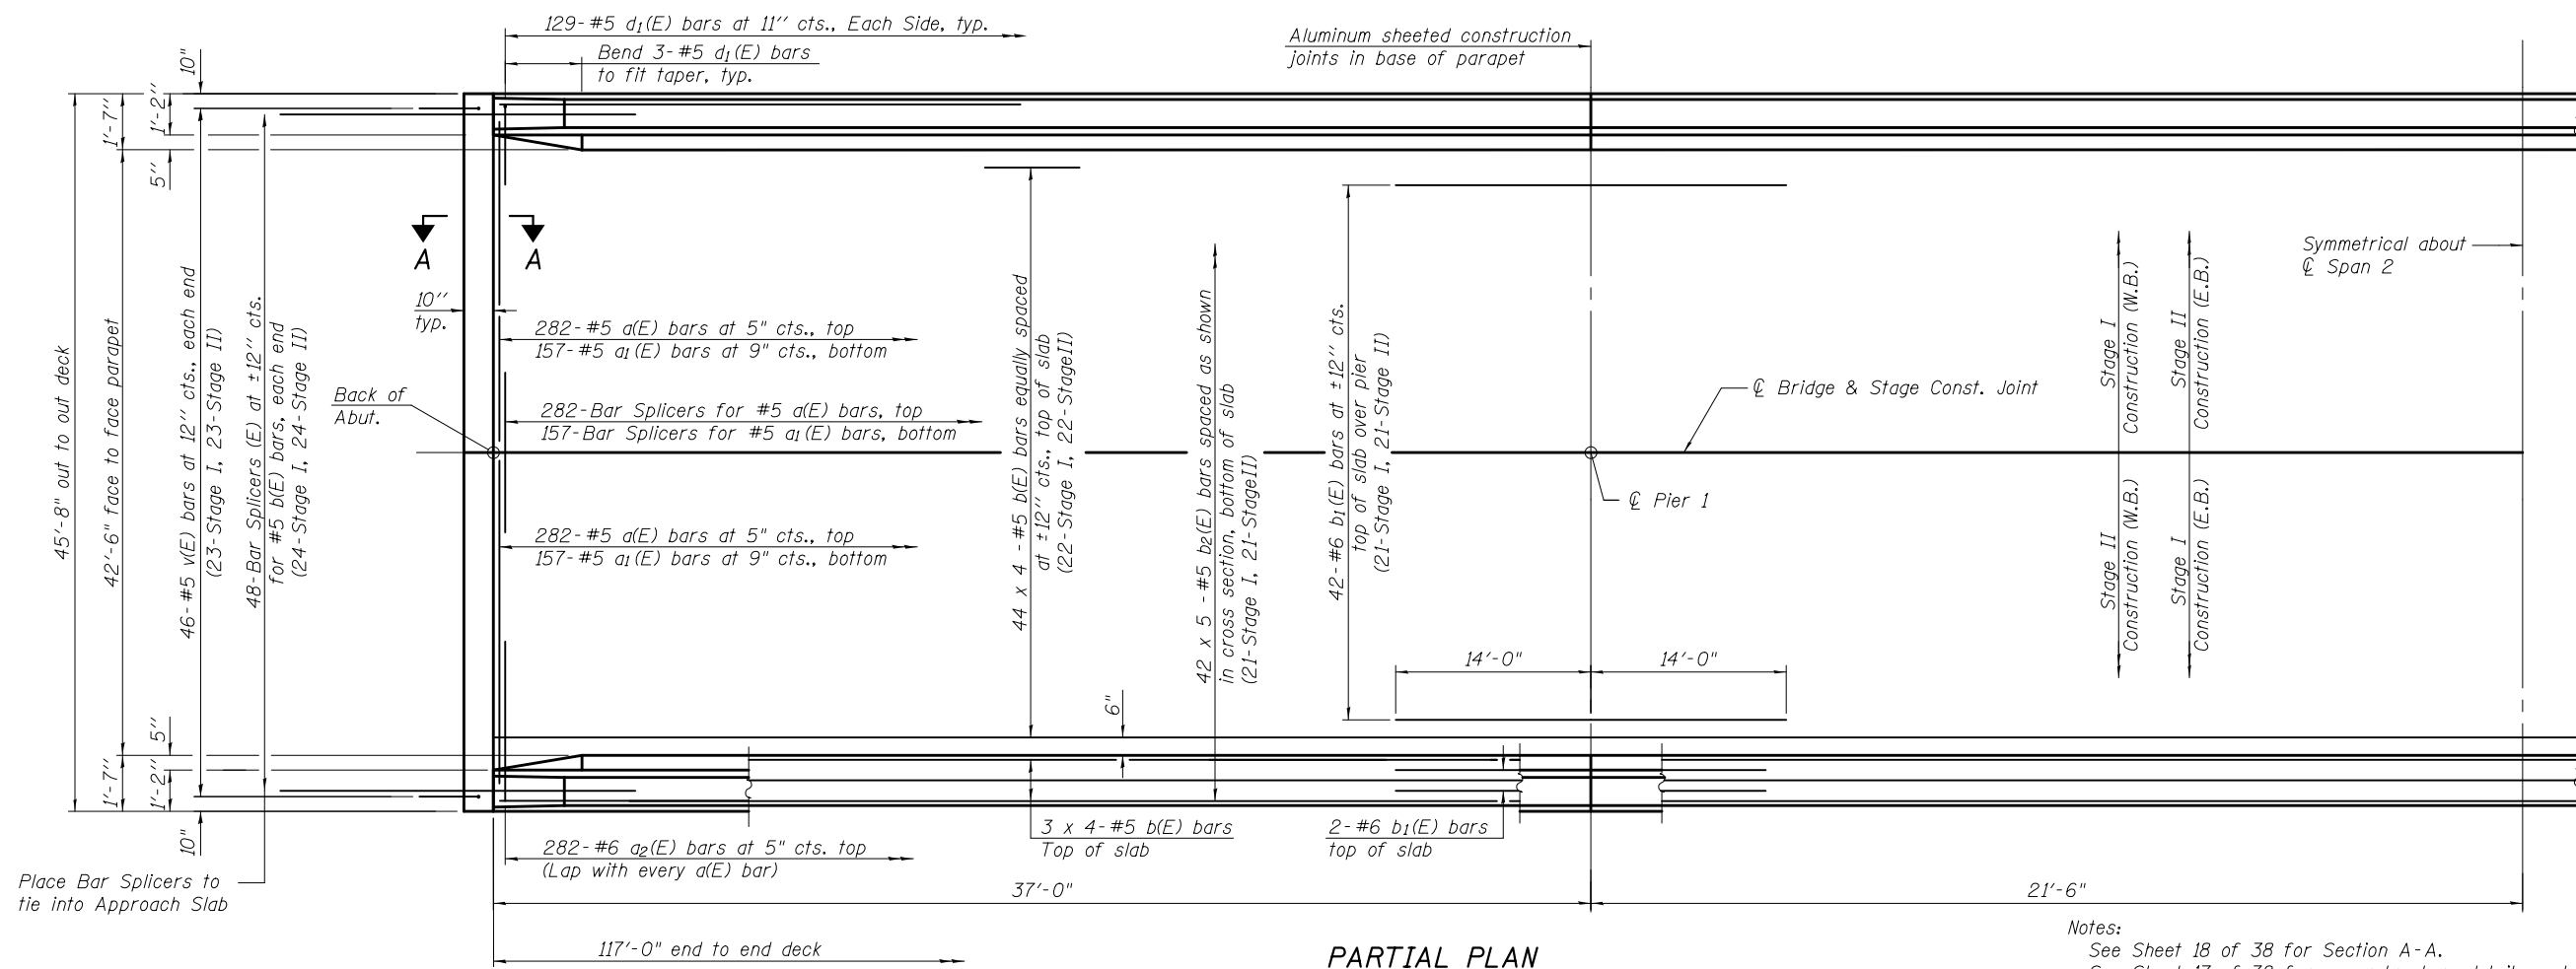 129-#5 d₁(E) bars at 11" cts., Each Side, typ.
Bend 3-#5 d₁(E) bars
to fit taper, typ.
Aluminum sheeted construction
joints in base of parapet
10"
1'-7"
1'-2"
5"
A A
Symmetrical about
℄ Span 2
10"
typ.
45'-8" out to out deck
42'-6" face to face parapet
46-#5 v(E) bars at 12" cts., each end
(23-Stage I, 23-Stage II)
48-Bar Splicers (E) at ±12" cts.
for #5 b(E) bars, each end
(24-Stage I, 24-Stage II)
Back of
Abut.
282-#5 a(E) bars at 5" cts., top
157-#5 a₁(E) bars at 9" cts., bottom
282-Bar Splicers for #5 a(E) bars, top
157-Bar Splicers for #5 a₁(E) bars, bottom
282-#5 a(E) bars at 5" cts., top
157-#5 a₁(E) bars at 9" cts., bottom
44 x 4 -#5 b(E) bars equally spaced
at ±12" cts., top of slab
(22-Stage I, 22-StageII)
42 x 5 -#5 b₂(E) bars spaced as shown
in cross section, bottom of slab
(21-Stage I, 21-StageII)
42-#6 b₁(E) bars at ±12" cts.
top of slab over pier
(21-Stage I, 21-Stage II)
℄ Bridge & Stage Const. Joint
℄ Pier 1
Stage I
Construction (W.B.)
Stage II
Construction (E.B.)
Stage II
Construction (W.B.)
Stage I
Construction (E.B.)
14'-0" 14'-0"
6"
5"
1'-7"
1'-2"
10"
3 x 4-#5 b(E) bars
Top of slab
2-#6 b₁(E) bars
top of slab
282-#6 a₂(E) bars at 5" cts. top
(Lap with every a(E) bar)
Place Bar Splicers to
tie into Approach Slab
37'-0" 21'-6"
117'-0" end to end deck
PARTIAL PLAN
Notes:
See Sheet 18 of 38 for Section A-A.